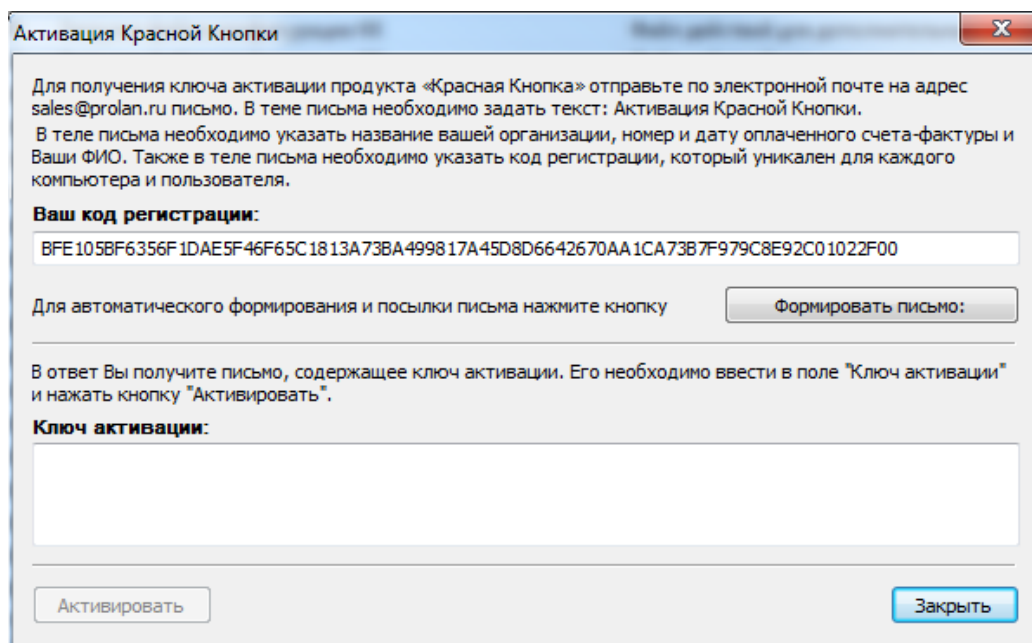 Активация Красной Кнопки
Для получения ключа активации продукта «Красная Кнопка» отправьте по электронной почте на адрес
sales@prolan.ru письмо. В теме письма необходимо задать текст: Активация Красной Кнопки.
В теле письма необходимо указать название вашей организации, номер и дату оплаченного счета-фактуры и
Ваши ФИО. Также в теле письма необходимо указать код регистрации, который уникален для каждого
компьютера и пользователя.
Ваш код регистрации:
BFE105BF6356F1DAE5F46F65C1813A73BA499817A45D8D6642670AA1CA73B7F979C8E92C01022F00
Для автоматического формирования и посылки письма нажмите кнопку
Формировать письмо:
В ответ Вы получите письмо, содержащее ключ активации. Его необходимо ввести в поле "Ключ активации"
и нажать кнопку "Активировать".
Ключ активации:
Активировать
Закрыть